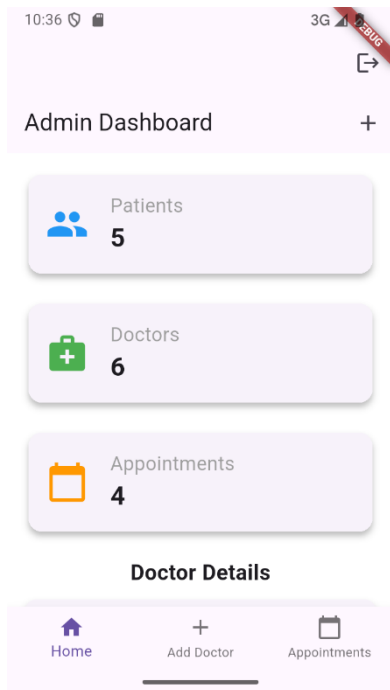 10:36
3G
DEBUG
Admin Dashboard
Patients
5
Doctors
6
Appointments
4
Doctor Details
Home
Add Doctor
Appointments